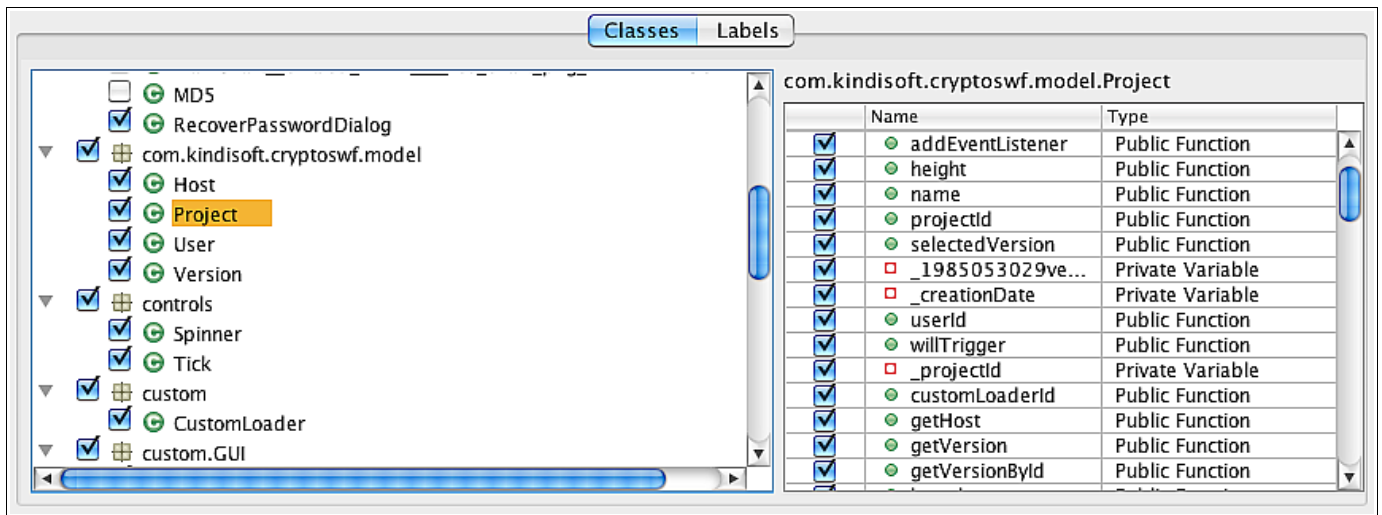 Classes Labels
MD5
RecoverPasswordDialog
com.kindisoft.cryptoswf.model
Host
Project
User
Version
controls
Spinner
Tick
custom
CustomLoader
custom.GUI
com.kindisoft.cryptoswf.model.Project
Name Type
addEventListener Public Function
height Public Function
name Public Function
projectId Public Function
selectedVersion Public Function
_1985053029ve... Private Variable
_creationDate Private Variable
userId Public Function
willTrigger Public Function
_projectId Private Variable
customLoaderId Public Function
getHost Public Function
getVersion Public Function
getVersionById Public Function